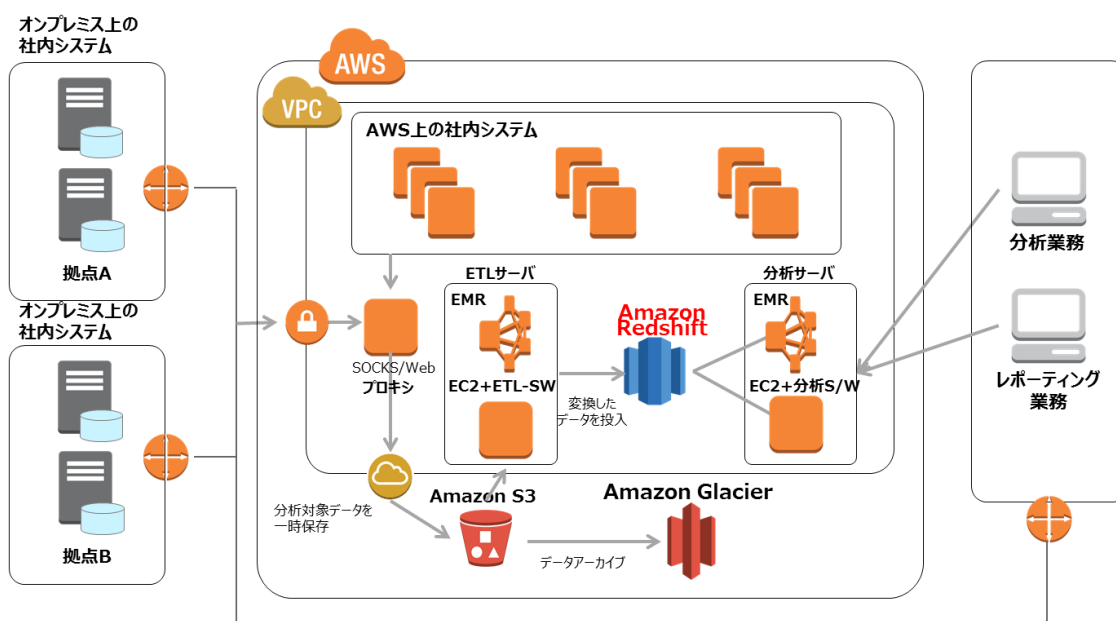 オンプレミス上の
社内システム
拠点A
オンプレミス上の
社内システム
拠点B
AWS
VPC
AWS上の社内システム
ETLサーバ
EMR
EC2+ETL-SW
SOCKS/Web
プロキシ
Amazon
Redshift
変換した
データを投入
分析サーバ
EMR
EC2+分析S/W
分析対象データを
一時保存
Amazon S3
データアーカイブ
Amazon Glacier
分析業務
レポーティング
業務